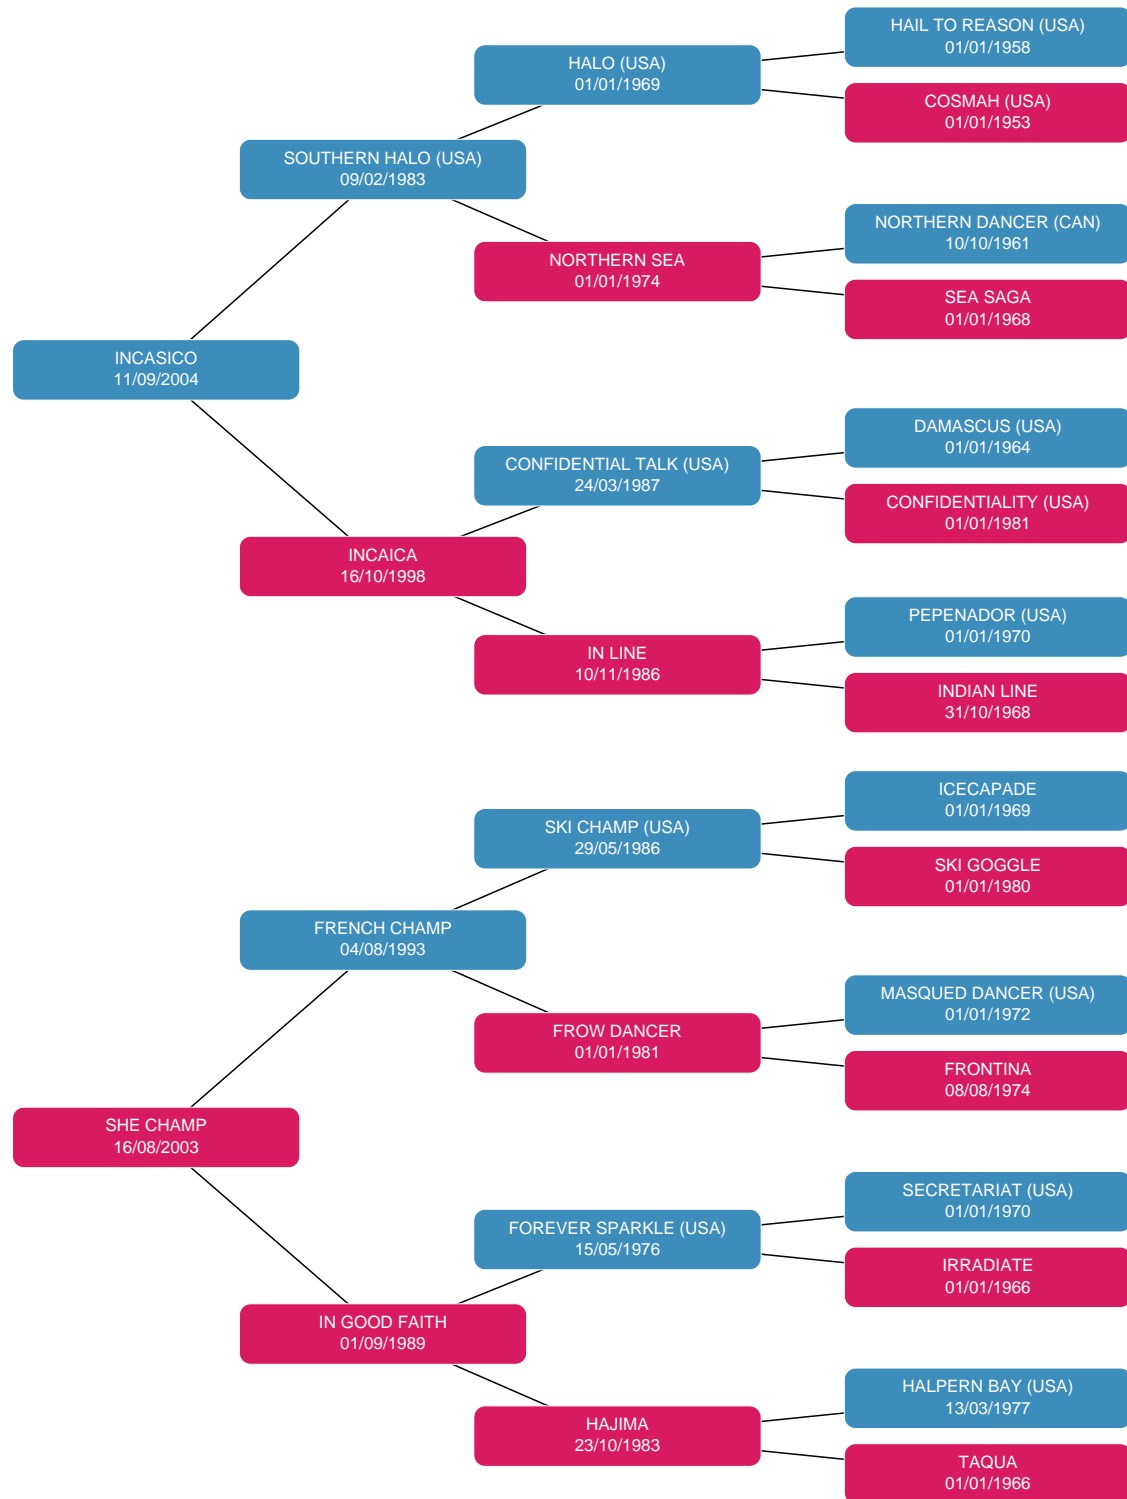 HAIL TO REASON (USA)
01/01/1958
HALO (USA)
01/01/1969
COSMAH (USA)
01/01/1953
SOUTHERN HALO (USA)
09/02/1983
NORTHERN DANCER (CAN)
10/10/1961
NORTHERN SEA
01/01/1974
SEA SAGA
01/01/1968
INCASICO
11/09/2004
DAMASCUS (USA)
01/01/1964
CONFIDENTIAL TALK (USA)
24/03/1987
CONFIDENTIALITY (USA)
01/01/1981
INCAICA
16/10/1998
PEPENADOR (USA)
01/01/1970
IN LINE
10/11/1986
INDIAN LINE
31/10/1968
ICECAPADE
01/01/1969
SKI CHAMP (USA)
29/05/1986
SKI GOGGLE
01/01/1980
FRENCH CHAMP
04/08/1993
MASQUED DANCER (USA)
01/01/1972
FROW DANCER
01/01/1981
FRONTINA
08/08/1974
SHE CHAMP
16/08/2003
SECRETARIAT (USA)
01/01/1970
FOREVER SPARKLE (USA)
15/05/1976
IRRADIATE
01/01/1966
IN GOOD FAITH
01/09/1989
HALPERN BAY (USA)
13/03/1977
HAJIMA
23/10/1983
TAQUA
01/01/1966